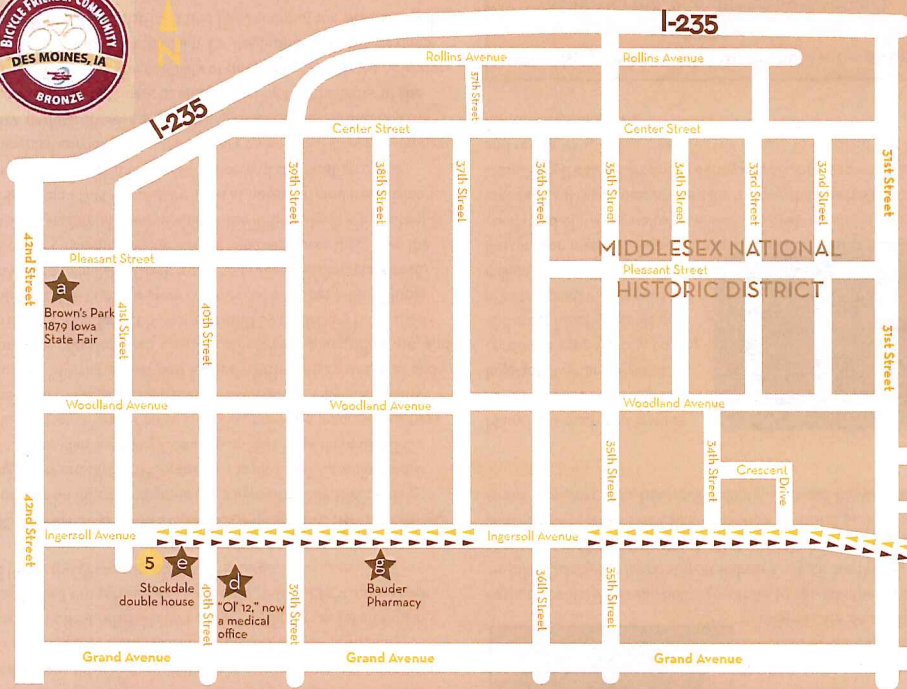 BICYCLE FRIENDLY COMMUNITY
DES MOINES, IA
BRONZE
N
I-235
I-235
Rollins Avenue
Rollins Avenue
37th Street
Center Street
Center Street
42nd Street
41st Street
40th Street
39th Street
38th Street
37th Street
36th Street
35th Street
34th Street
33rd Street
32nd Street
31st Street
Pleasant Street
MIDDLESEX NATIONAL
Pleasant Street
HISTORIC DISTRICT
a
Brown's Park
1879 Iowa
State Fair
31st Street
Woodland Avenue
Woodland Avenue
Woodland Avenue
42nd Street
35th Street
34th Street
Crescent
Drive
Ingersoll Avenue
Ingersoll Avenue
5
e
Stockdale
double house
40th Street
d
"Ol' 12," now
a medical
office
39th Street
g
Bauder
Pharmacy
36th Street
35th Street
Grand Avenue
Grand Avenue
Grand Avenue